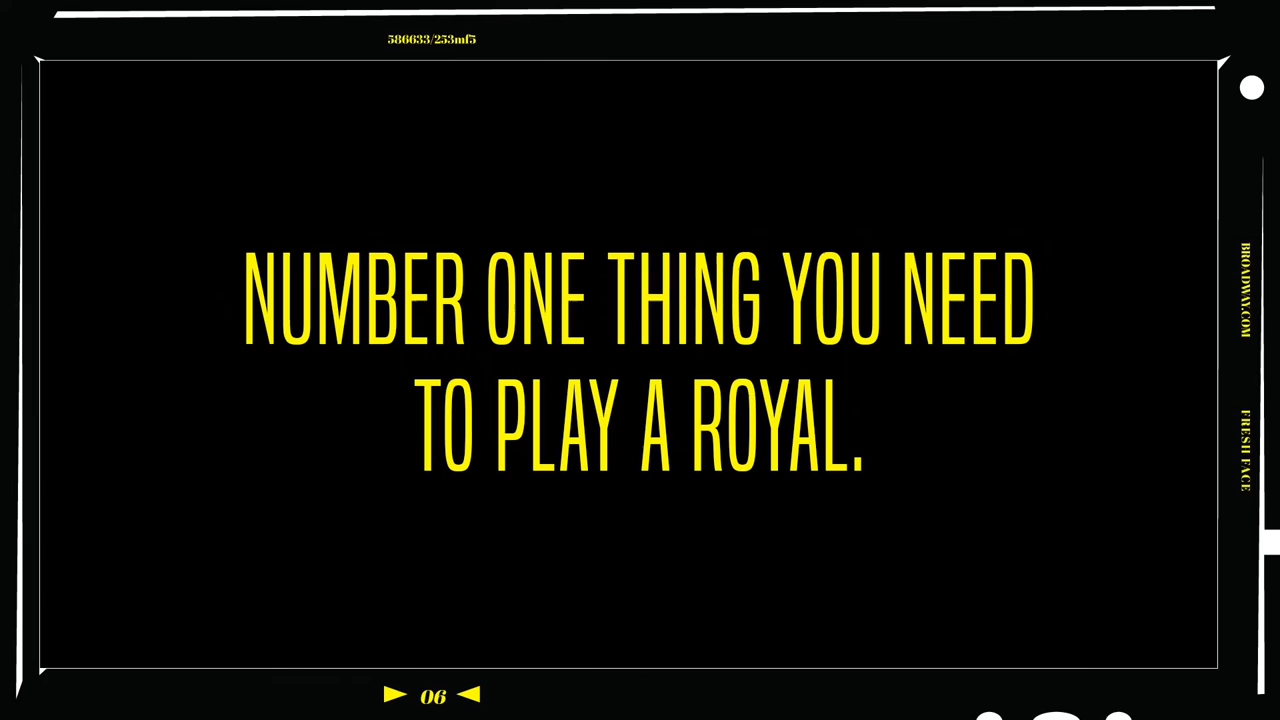 586633/253mf5
NUMBER ONE THING YOU NEED
TO PLAY A ROYAL.
BROADWAY.COM
FRESH FACE
06